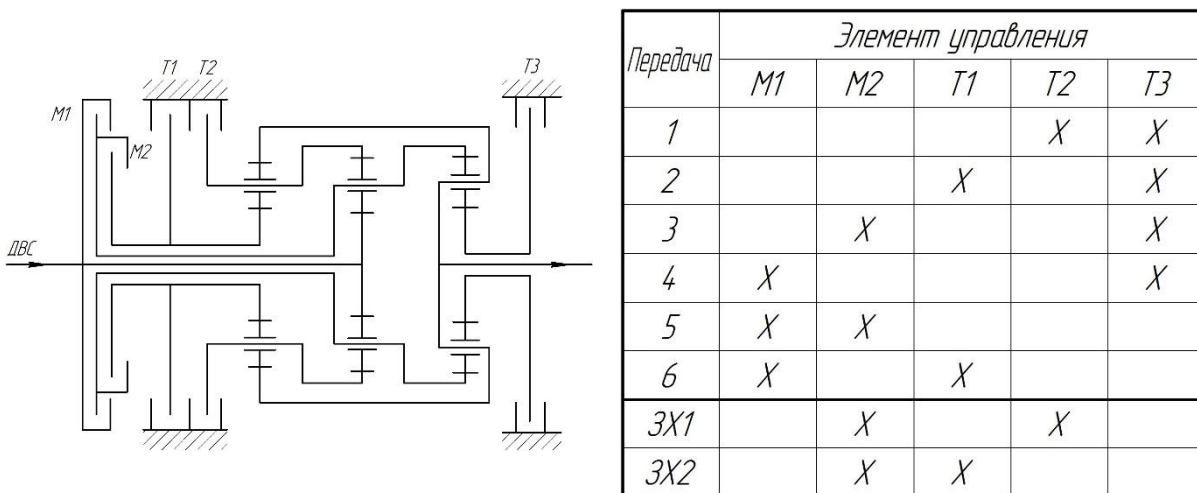 T1 T2
T3
M1
M2
ДВС
Передача
Элемент управления
M1 M2 T1 T2 T3
1 X X
2 X X
3 X X
4 X X
5 X X
6 X X
ЗХ1 X X
ЗХ2 X X